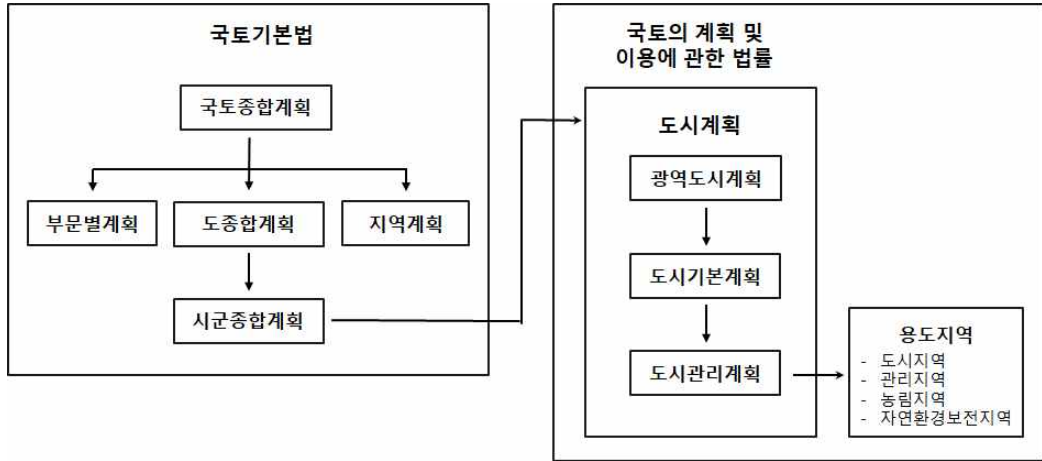 국토기본법
국토종합계획
부문별계획
도종합계획
지역계획
시군종합계획
국토의 계획 및
이용에 관한 법률
도시계획
광역도시계획
도시기본계획
도시관리계획
용도지역
- 도시지역
- 관리지역
- 농림지역
- 자연환경보전지역